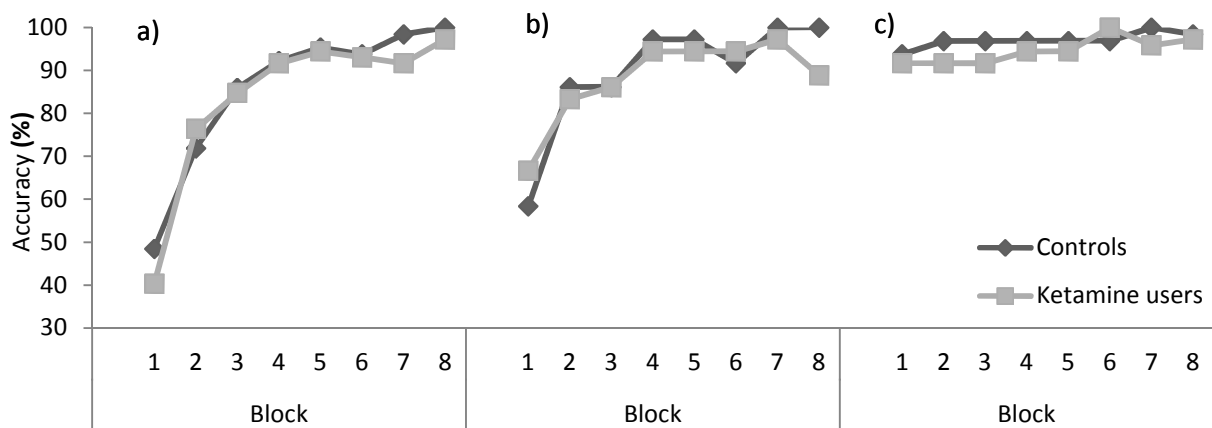 a)
b)
c)
Accuracy (%)
100
90
80
70
60
50
40
30
Controls
Ketamine users
1 2 3 4 5 6 7 8
1 2 3 4 5 6 7 8
1 2 3 4 5 6 7 8
Block
Block
Block